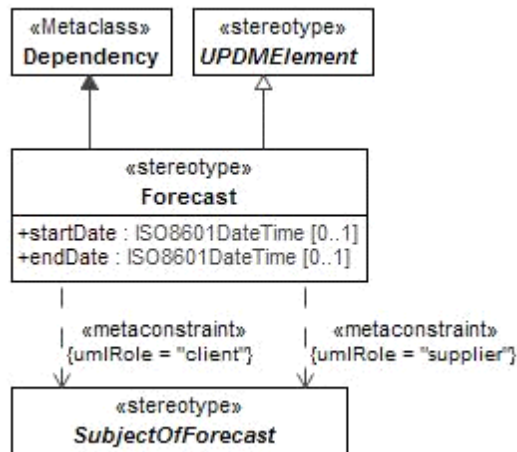 «Metaclass»
Dependency
«stereotype»
UPDMElement
«stereotype»
Forecast
+startDate : ISO8601DateTime [0..1]
+endDate : ISO8601DateTime [0..1]
«metaconstraint»
{umlRole = "client"}
«metaconstraint»
{umlRole = "supplier"}
«stereotype»
SubjectOfForecast